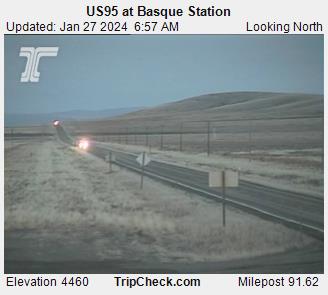 US95 at Basque Station
Updated: Jan 27 2024 6:57 AM Looking North
Elevation 4460 TripCheck.com Milepost 91.62